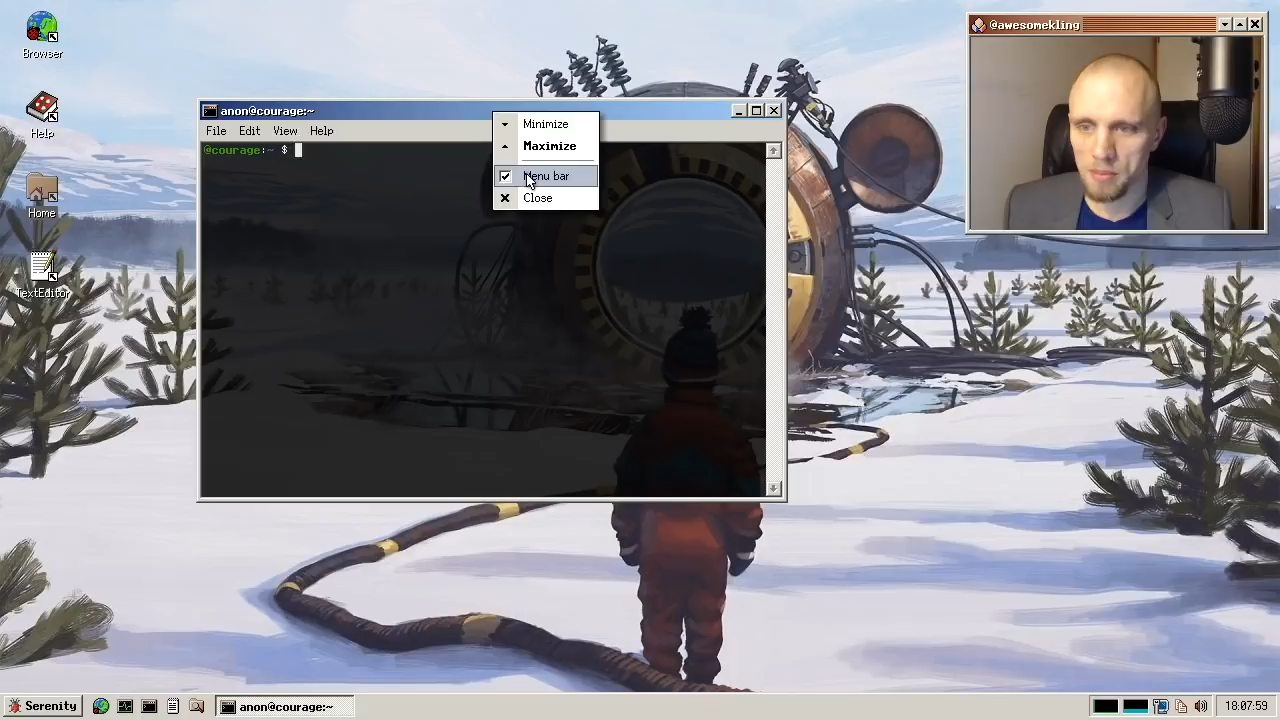 Browser
Help
Home
TextEditor
@awesomekling
anon@courage:~
File Edit View Help
@courage:~ $
Minimize
Maximize
Menu bar
Close
Serenity
anon@courage:~
18:07:59